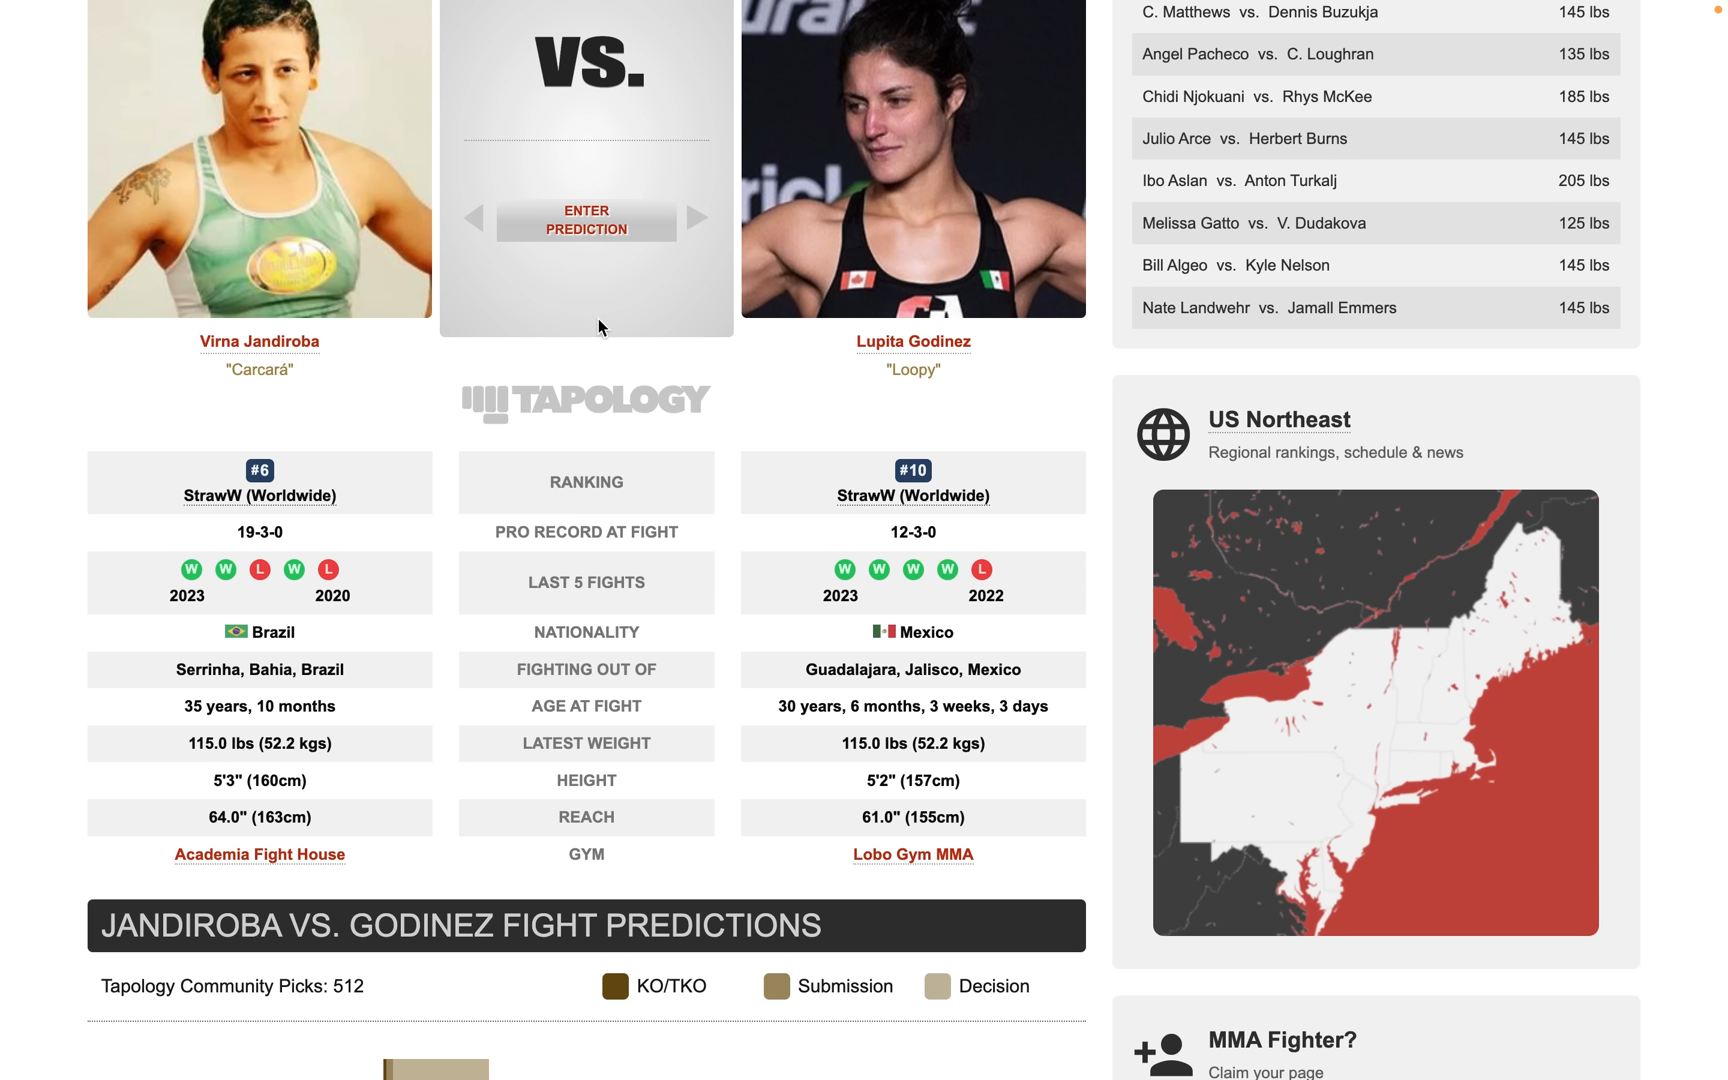 VS.
ENTER
PREDICTION
Virna Jandiroba
"Carcará"
Lupita Godinez
"Loopy"
TAPOLOGY
#6
StrawW (Worldwide)
RANKING
#10
StrawW (Worldwide)
19-3-0
PRO RECORD AT FIGHT
12-3-0
W W L W L
2023 2020
LAST 5 FIGHTS
W W W W L
2023 2022
Brazil
NATIONALITY
Mexico
Serrinha, Bahia, Brazil
FIGHTING OUT OF
Guadalajara, Jalisco, Mexico
35 years, 10 months
AGE AT FIGHT
30 years, 6 months, 3 weeks, 3 days
115.0 lbs (52.2 kgs)
LATEST WEIGHT
115.0 lbs (52.2 kgs)
5'3" (160cm)
HEIGHT
5'2" (157cm)
64.0" (163cm)
REACH
61.0" (155cm)
Academia Fight House
GYM
Lobo Gym MMA
JANDIROBA VS. GODINEZ FIGHT PREDICTIONS
Tapology Community Picks: 512
KO/TKO
Submission
Decision
C. Matthews vs. Dennis Buzukja 145 lbs
Angel Pacheco vs. C. Loughran 135 lbs
Chidi Njokuani vs. Rhys McKee 185 lbs
Julio Arce vs. Herbert Burns 145 lbs
Ibo Aslan vs. Anton Turkalj 205 lbs
Melissa Gatto vs. V. Dudakova 125 lbs
Bill Algeo vs. Kyle Nelson 145 lbs
Nate Landwehr vs. Jamall Emmers 145 lbs
US Northeast
Regional rankings, schedule & news
MMA Fighter?
Claim your page